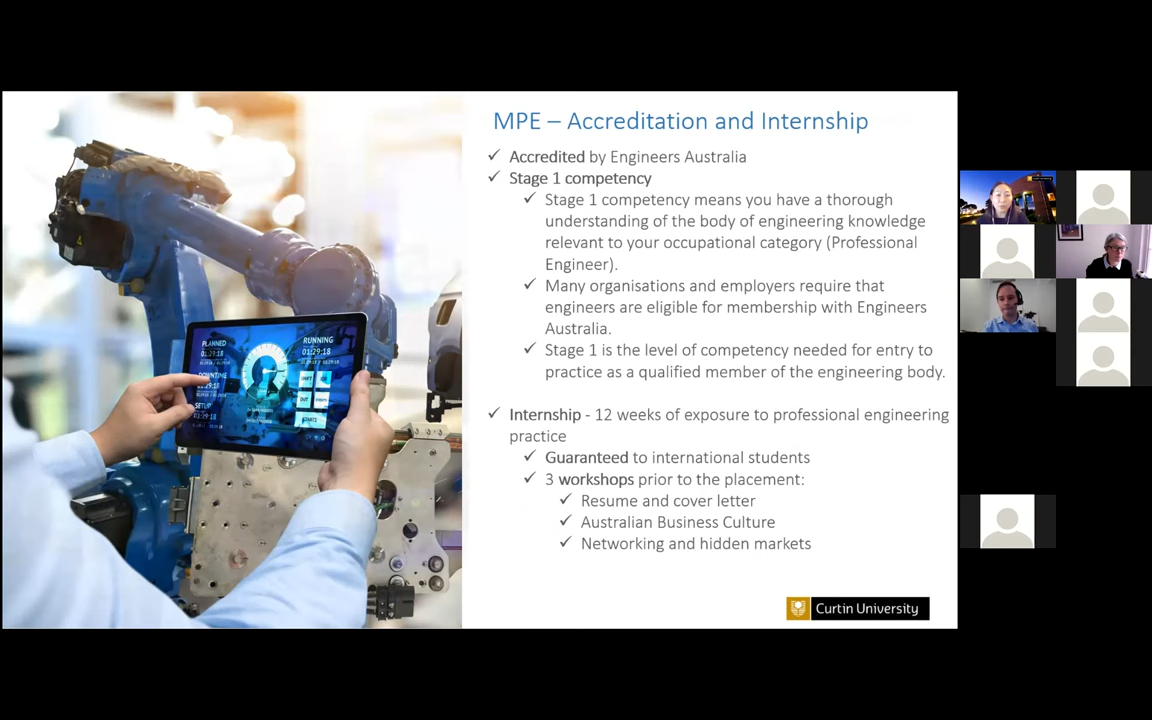 MPE – Accreditation and Internship
✓ Accredited by Engineers Australia
✓ Stage 1 competency
✓ Stage 1 competency means you have a thorough
understanding of the body of engineering knowledge
relevant to your occupational category (Professional
Engineer).
✓ Many organisations and employers require that
engineers are eligible for membership with Engineers
Australia.
✓ Stage 1 is the level of competency needed for entry to
practice as a qualified member of the engineering body.
✓ Internship - 12 weeks of exposure to professional engineering
practice
✓ Guaranteed to international students
✓ 3 workshops prior to the placement:
✓ Resume and cover letter
✓ Australian Business Culture
✓ Networking and hidden markets
Curtin University
PLANNED
01:29:18
RUNNING
01:29:18
DOWNTIME